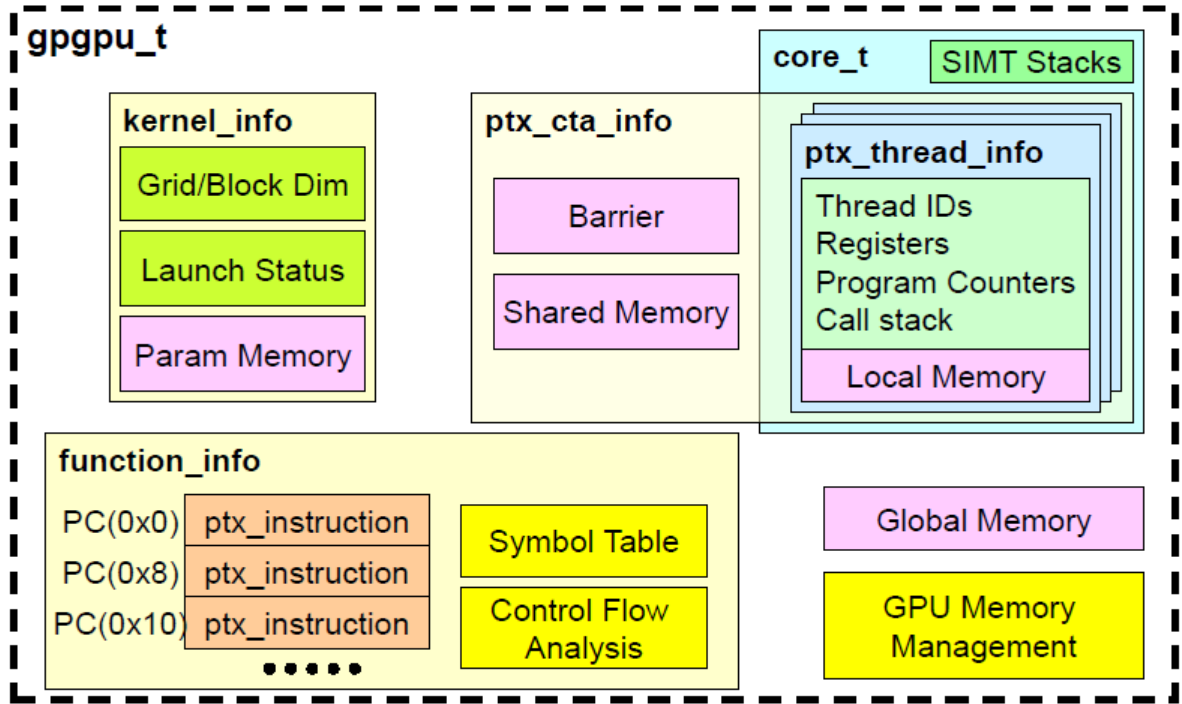 gpgpu_t
core_t
SIMT Stacks
kernel_info
Grid/Block Dim
Launch Status
Param Memory
ptx_cta_info
Barrier
Shared Memory
ptx_thread_info
Thread IDs
Registers
Program Counters
Call stack
Local Memory
function_info
PC(0x0) ptx_instruction
PC(0x8) ptx_instruction
PC(0x10) ptx_instruction
Symbol Table
Control Flow
Analysis
Global Memory
GPU Memory
Management